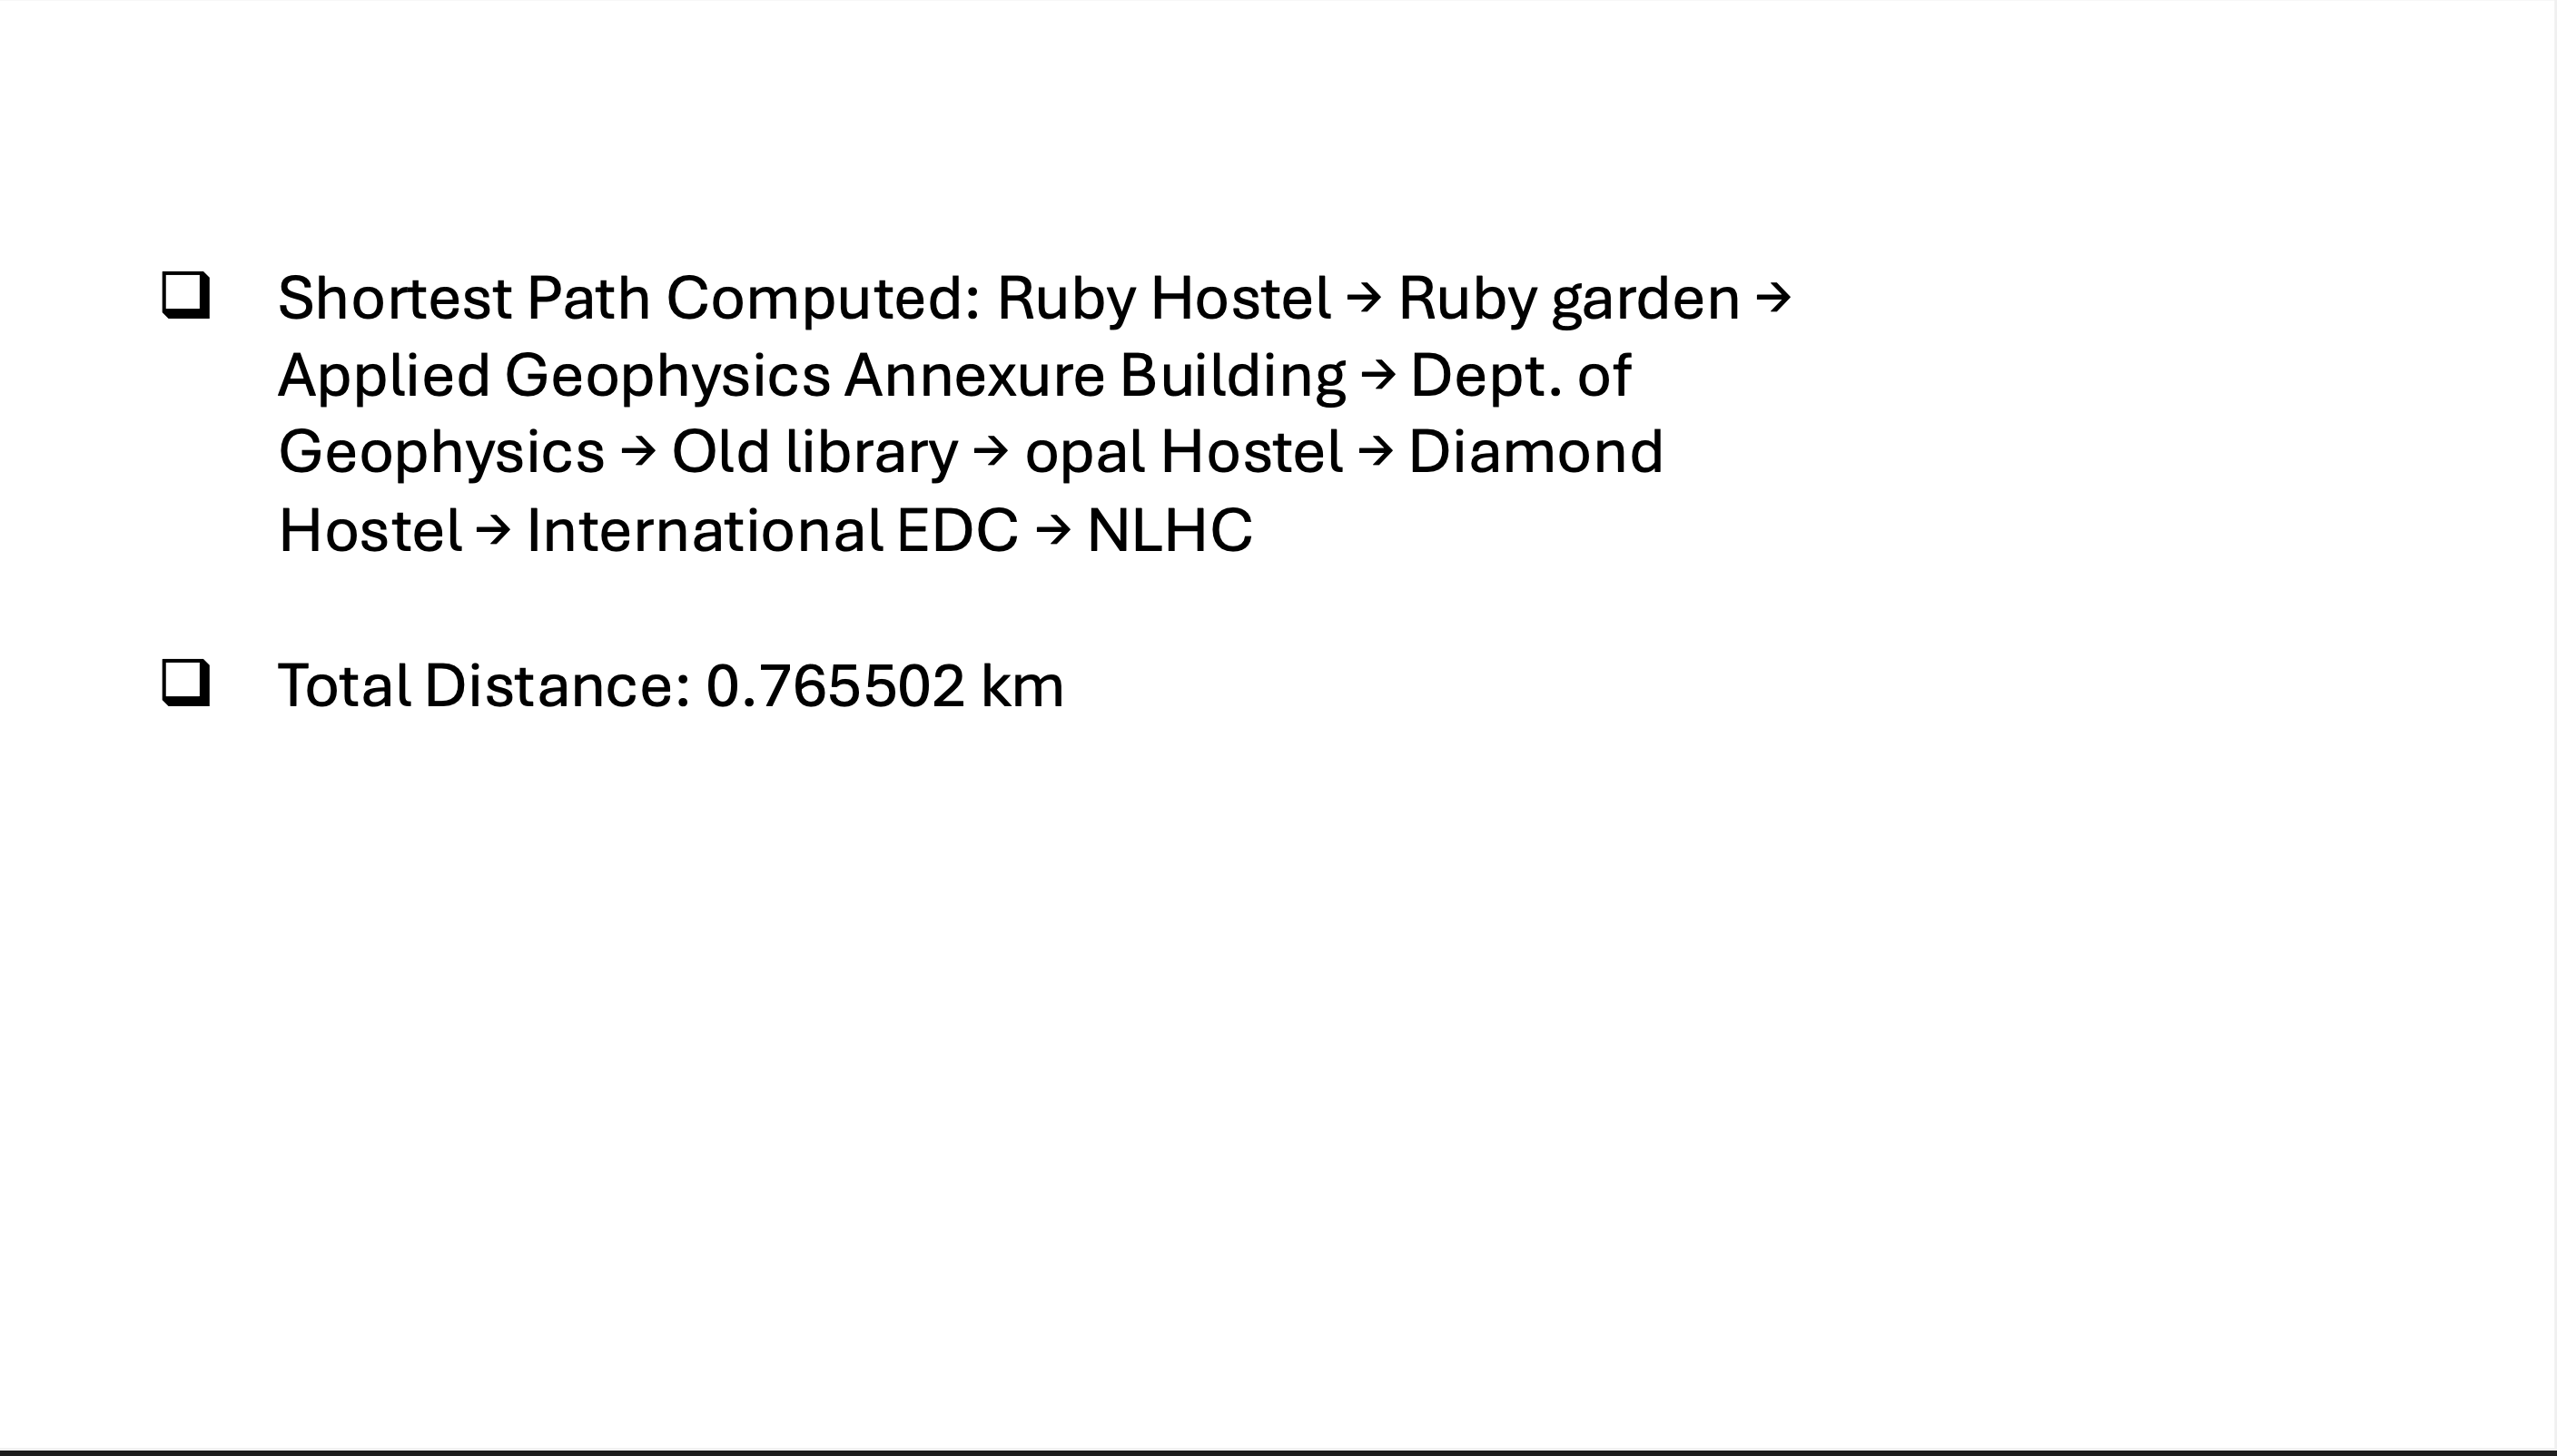 ❑ Shortest Path Computed: Ruby Hostel → Ruby garden →
Applied Geophysics Annexure Building → Dept. of
Geophysics → Old library → opal Hostel → Diamond
Hostel → International EDC → NLHC
❑ Total Distance: 0.765502 km